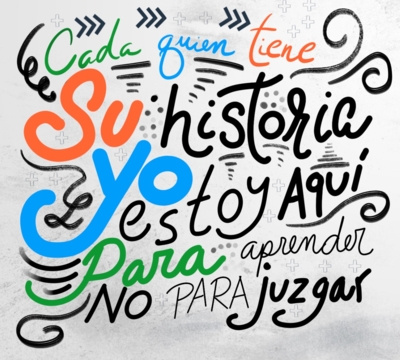 Cada quien tiene
Su historia
Yo estoy Aquí
Para aprender
NO PARA juzgar